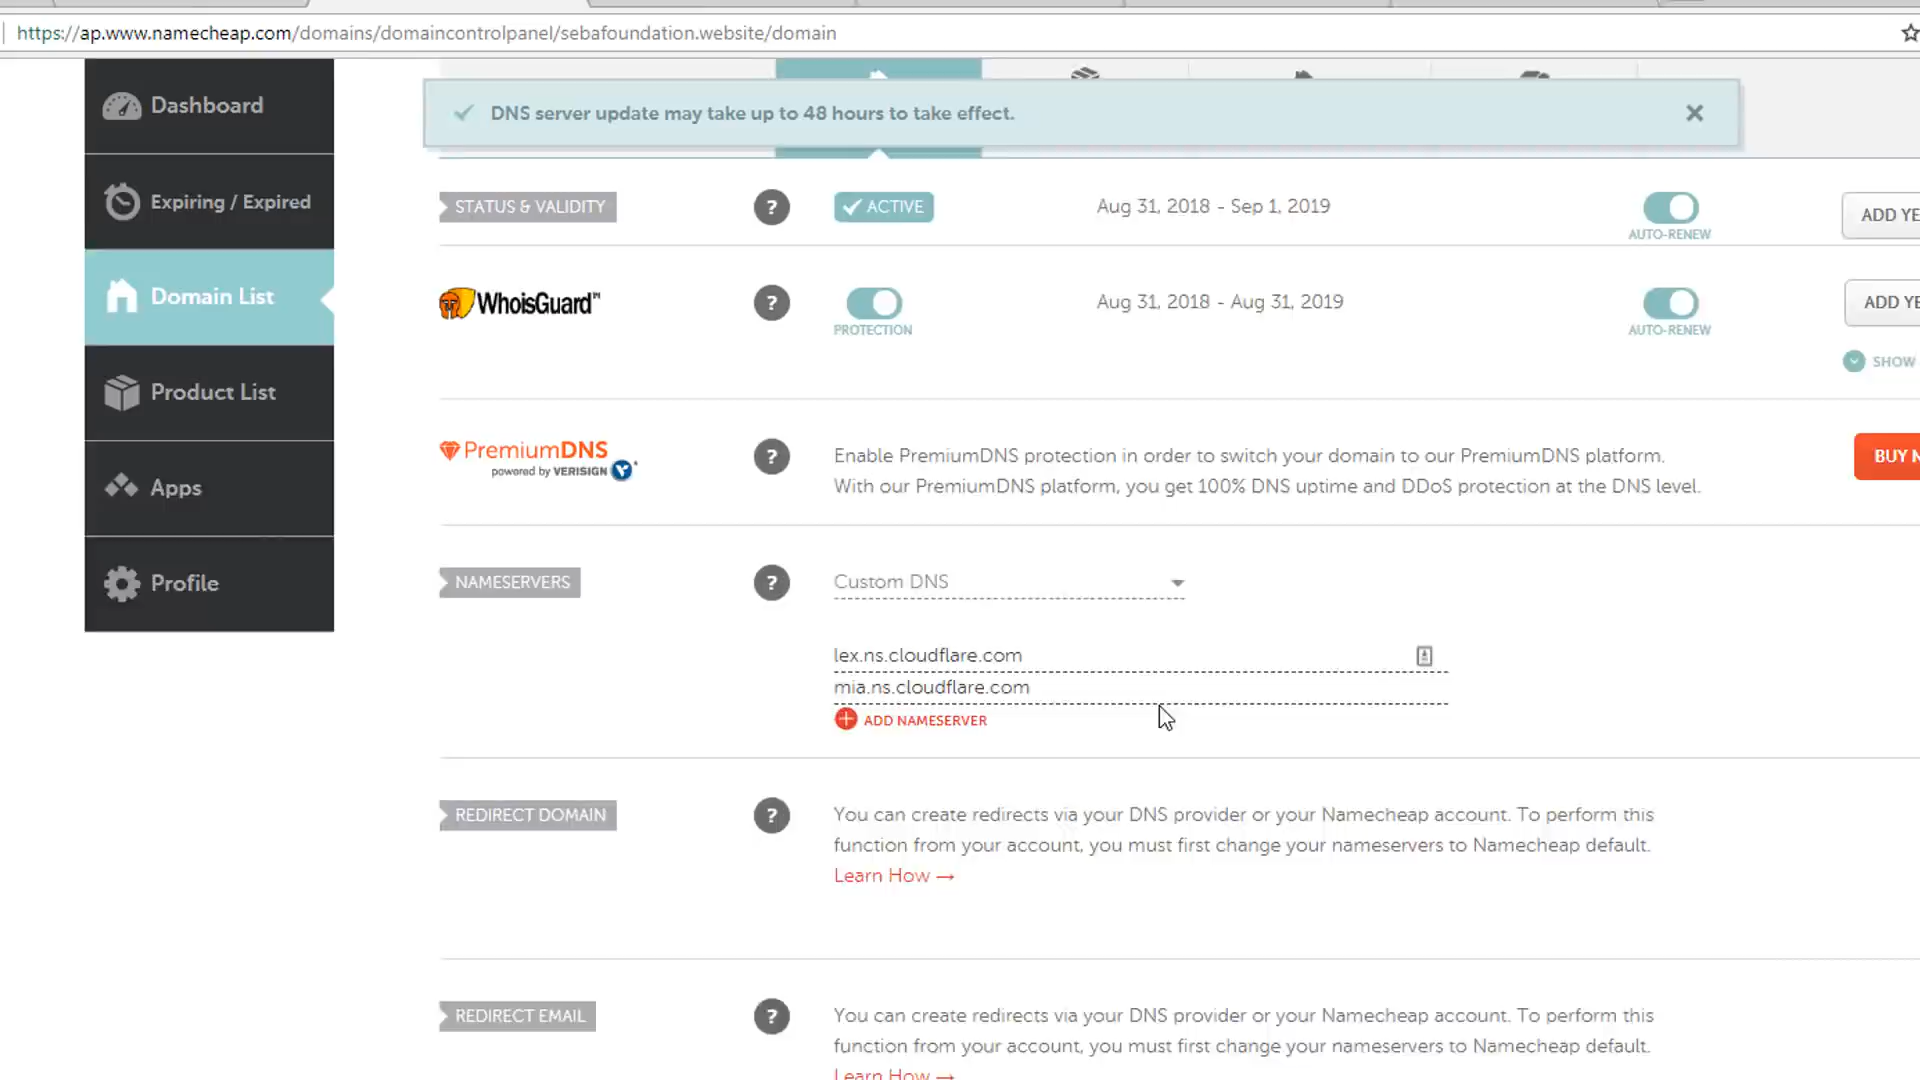 https://ap.www.namecheap.com/domains/domaincontrolpanel/sebafoundation.website/domain
Dashboard
DNS server update may take up to 48 hours to take effect.
Expiring / Expired
STATUS & VALIDITY
?
ACTIVE
Aug 31, 2018 - Sep 1, 2019
AUTO-RENEW
ADD YE
Domain List
WhoisGuard™
?
PROTECTION
Aug 31, 2018 - Aug 31, 2019
AUTO-RENEW
ADD YE
SHOW
Product List
PremiumDNS
powered by VERISIGN
?
Enable PremiumDNS protection in order to switch your domain to our PremiumDNS platform.
With our PremiumDNS platform, you get 100% DNS uptime and DDoS protection at the DNS level.
BUY N
Apps
Profile
NAMESERVERS
?
Custom DNS
lex.ns.cloudflare.com
mia.ns.cloudflare.com
ADD NAMESERVER
REDIRECT DOMAIN
?
You can create redirects via your DNS provider or your Namecheap account. To perform this
function from your account, you must first change your nameservers to Namecheap default.
Learn How →
REDIRECT EMAIL
?
You can create redirects via your DNS provider or your Namecheap account. To perform this
function from your account, you must first change your nameservers to Namecheap default.
Learn How →